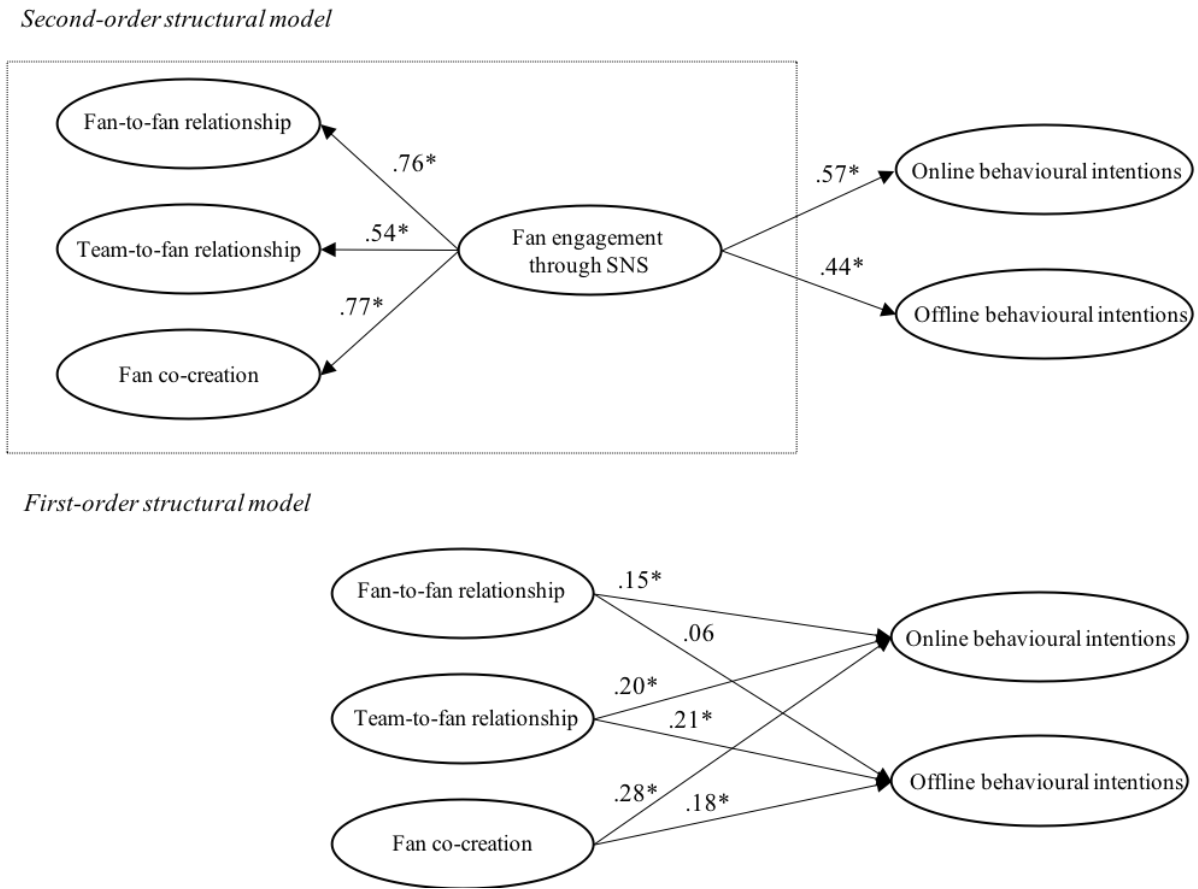 Second-order structural model
Fan-to-fan relationship
.76*
.57*
Online behavioural intentions
Team-to-fan relationship
.54*
Fan engagement
through SNS
.44*
.77*
Offline behavioural intentions
Fan co-creation
First-order structural model
Fan-to-fan relationship
.15*
.06
Online behavioural intentions
.20*
Team-to-fan relationship
.21*
Offline behavioural intentions
.28*
.18*
Fan co-creation